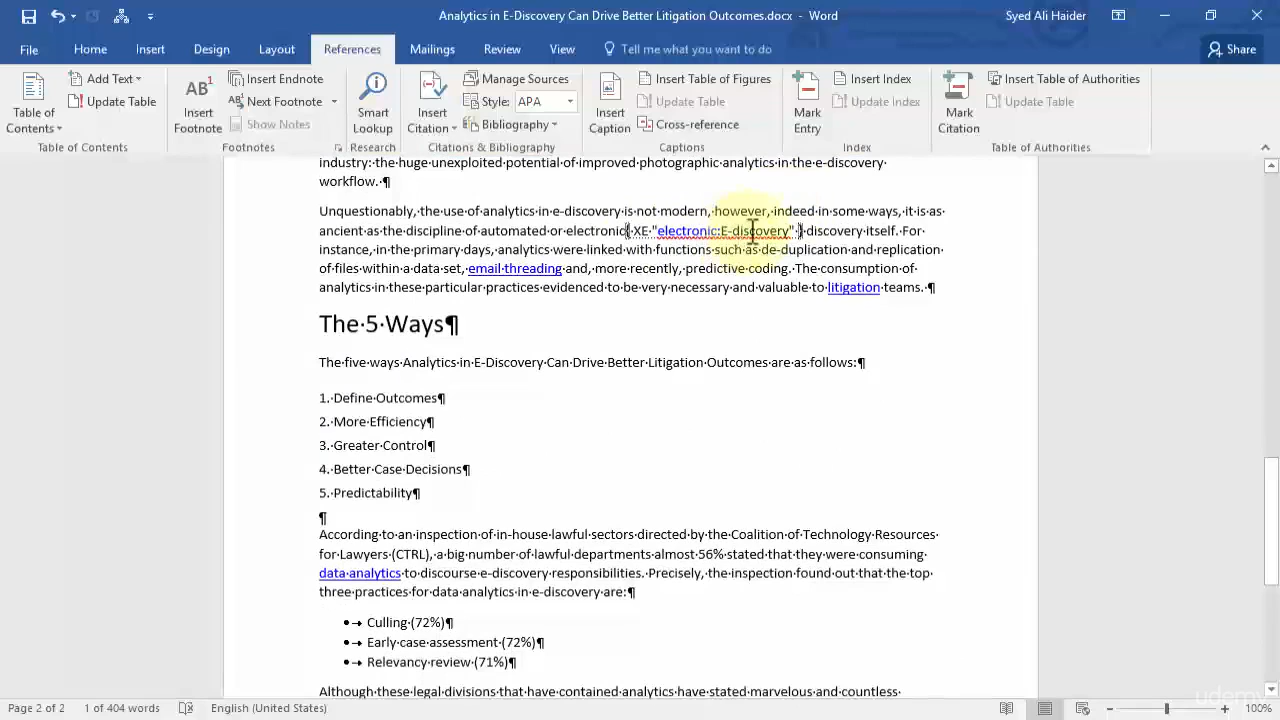 Analytics in E-Discovery Can Drive Better Litigation Outcomes.docx - Word
Syed Ali Haider
File Home Insert Design Layout References Mailings Review View Tell me what you want to do Share
Table of Contents
Add Text
Update Table
Table of Contents
AB¹
Insert Footnote
Insert Endnote
Next Footnote
Show Notes
Footnotes
Smart Lookup
Research
Insert Citation
Manage Sources
Style: APA
Bibliography
Citations & Bibliography
Insert Caption
Insert Table of Figures
Update Table
Cross-reference
Captions
Mark Entry
Insert Index
Update Index
Index
Mark Citation
Insert Table of Authorities
Update Table
Table of Authorities
industry:·the·huge·unexploited·potential·of·improved·photographic·analytics·in·the·e-discovery·
workflow.·¶
Unquestionably,·the·use·of·analytics·in·e-discovery·is·not·modern,·however,·indeed·in·some·ways,·it·is·as·
ancient·as·the·discipline·of·automated·or·electronic{·XE·"electronic:E-discovery"·}·discovery·itself.·For·
instance,·in·the·primary·days,·analytics·were·linked·with·functions·such·as·de-duplication·and·replication·
of·files·within·a·data·set,·email·threading·and,·more·recently,·predictive·coding.·The·consumption·of·
analytics·in·these·particular·practices·evidenced·to·be·very·necessary·and·valuable·to·litigation·teams.·¶
The·5·Ways¶
The·five·ways·Analytics·in·E-Discovery·Can·Drive·Better·Litigation·Outcomes·are·as·follows:¶
1.·Define·Outcomes¶
2.·More·Efficiency¶
3.·Greater·Control¶
4.·Better·Case·Decisions¶
5.·Predictability¶
¶
According·to·an·inspection·of·in-house·lawful·sectors·directed·by·the·Coalition·of·Technology·Resources·
for·Lawyers·(CTRL),·a·big·number·of·lawful·departments·almost·56%·stated·that·they·were·consuming·
data·analytics·to·discourse·e-discovery·responsibilities.·Precisely,·the·inspection·found·out·that·the·top·
three·practices·for·data·analytics·in·e-discovery·are:¶
•→Culling·(72%)¶
•→Early·case·assessment·(72%)¶
•→Relevancy·review·(71%)¶
Although·these·legal·divisions·that·have·contained·analytics·have·stated·marvelous·and·countless·
Page 2 of 2 1 of 404 words English (United States) 100%
udemy